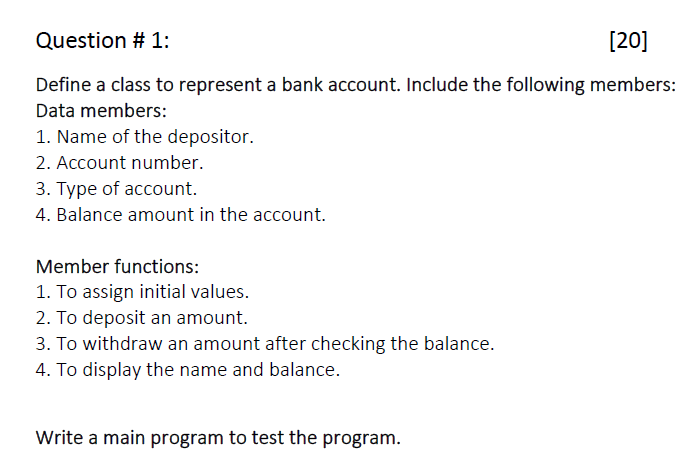 Question # 1: [20]
Define a class to represent a bank account. Include the following members:
Data members:
1. Name of the depositor.
2. Account number.
3. Type of account.
4. Balance amount in the account.
Member functions:
1. To assign initial values.
2. To deposit an amount.
3. To withdraw an amount after checking the balance.
4. To display the name and balance.
Write a main program to test the program.